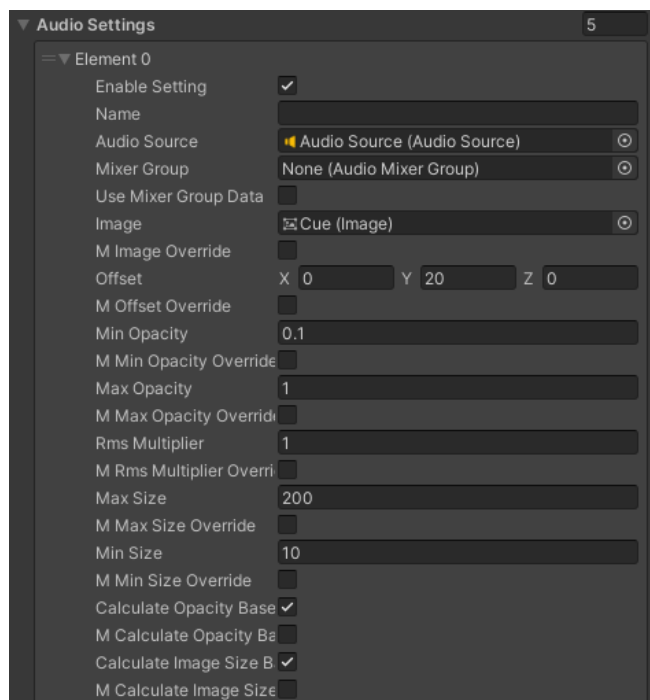 Audio Settings 5
Element 0
Enable Setting
Name
Audio Source Audio Source (Audio Source)
Mixer Group None (Audio Mixer Group)
Use Mixer Group Data
Image Cue (Image)
M Image Override
Offset X 0 Y 20 Z 0
M Offset Override
Min Opacity 0.1
M Min Opacity Override
Max Opacity 1
M Max Opacity Overrid
Rms Multiplier 1
M Rms Multiplier Overri
Max Size 200
M Max Size Override
Min Size 10
M Min Size Override
Calculate Opacity Base
M Calculate Opacity Ba
Calculate Image Size B
M Calculate Image Size